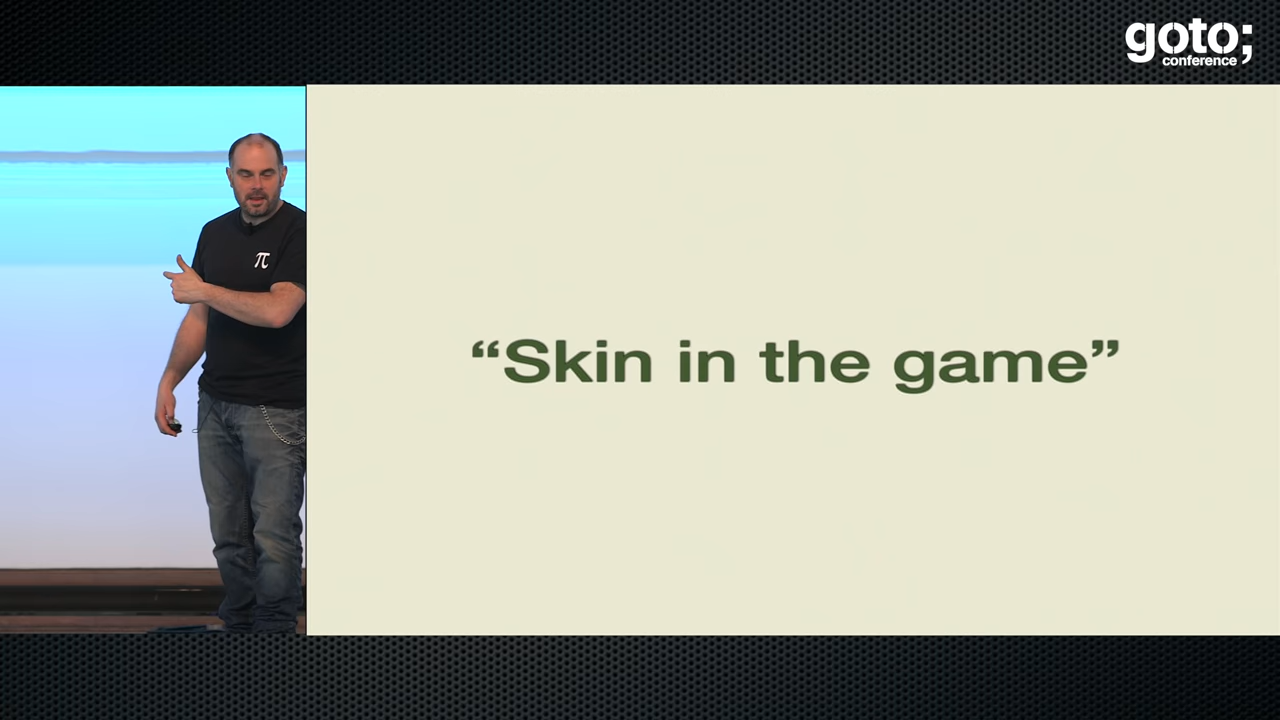 goto;
conference
π
“Skin in the game”